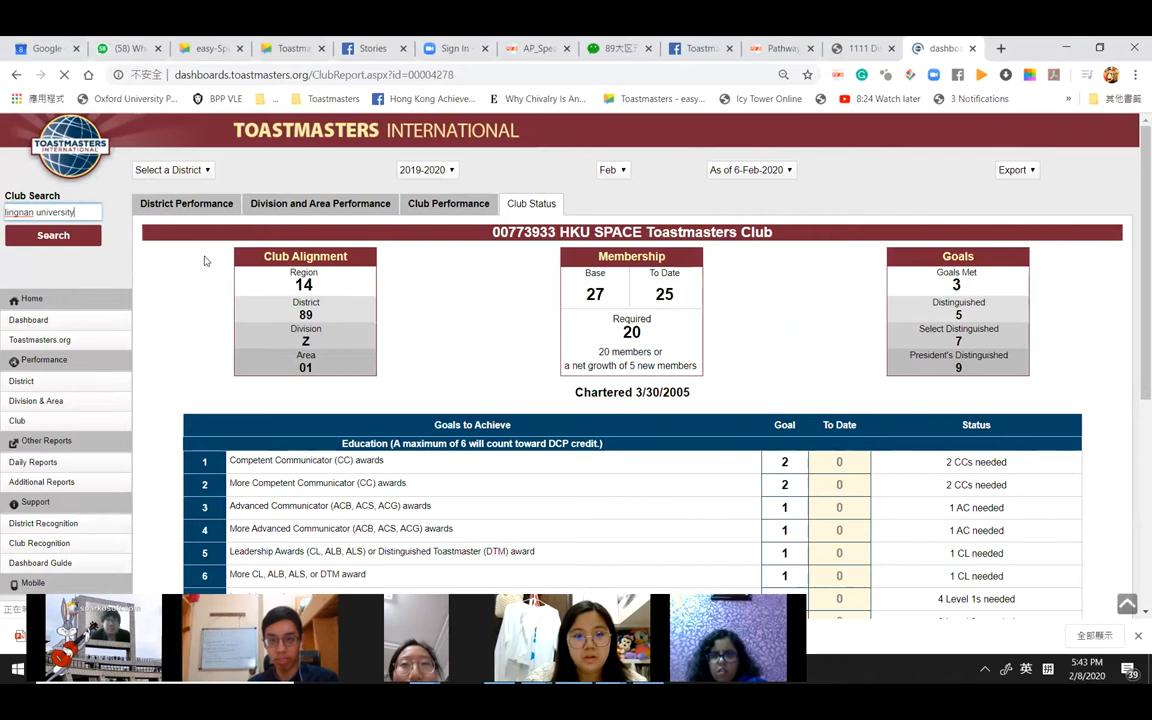 Google
(58) Wh
easy-Sp
Toastma
Stories
Sign In -
AP_Spe
89大区
Toastm
Pathway
1111 Di
dashbo
不安全
dashboards.toastmasters.org/ClubReport.aspx?id=00004278
應用程式
Oxford University P...
BPP VLE
...
Toastmasters
Hong Kong Achieve...
Why Chivalry Is An...
Toastmasters - easy...
Icy Tower Online
8:24 Watch later
3 Notifications
»
其他書籤
TOASTMASTERS INTERNATIONAL
TOASTMASTERS
INTERNATIONAL
Select a District
2019-2020
Feb
As of 6-Feb-2020
Export
Club Search
lingnan university
Search
District Performance
Division and Area Performance
Club Performance
Club Status
00773933 HKU SPACE Toastmasters Club
Club Alignment
Region
14
District
89
Division
Z
Area
01
Membership
Base
To Date
27
25
Required
20
20 members or
a net growth of 5 new members
Goals
Goals Met
3
Distinguished
5
Select Distinguished
7
President's Distinguished
9
Chartered 3/30/2005
Home
Dashboard
Toastmasters.org
Performance
District
Division & Area
Club
Other Reports
Daily Reports
Additional Reports
Support
District Recognition
Club Recognition
Dashboard Guide
Mobile
Goals to Achieve Goal To Date Status
Education (A maximum of 6 will count toward DCP credit.)
1 Competent Communicator (CC) awards 2 0 2 CCs needed
2 More Competent Communicator (CC) awards 2 0 2 CCs needed
3 Advanced Communicator (ACB, ACS, ACG) awards 1 0 1 AC needed
4 More Advanced Communicator (ACB, ACS, ACG) awards 1 0 1 AC needed
5 Leadership Awards (CL, ALB, ALS) or Distinguished Toastmaster (DTM) award 1 0 1 CL needed
6 More CL, ALB, ALS, or DTM award 1 0 1 CL needed
0 4 Level 1s needed
全部顯示
英
拼
5:43 PM
2/8/2020
39